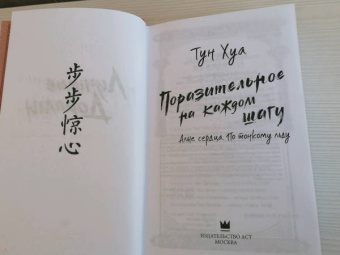 步步惊心
Тун Хуа
Поразительное
на каждом
шагу
Алые сердца
По тонкому льду
ИЗДАТЕЛЬСТВО АСТ
МОСКВА